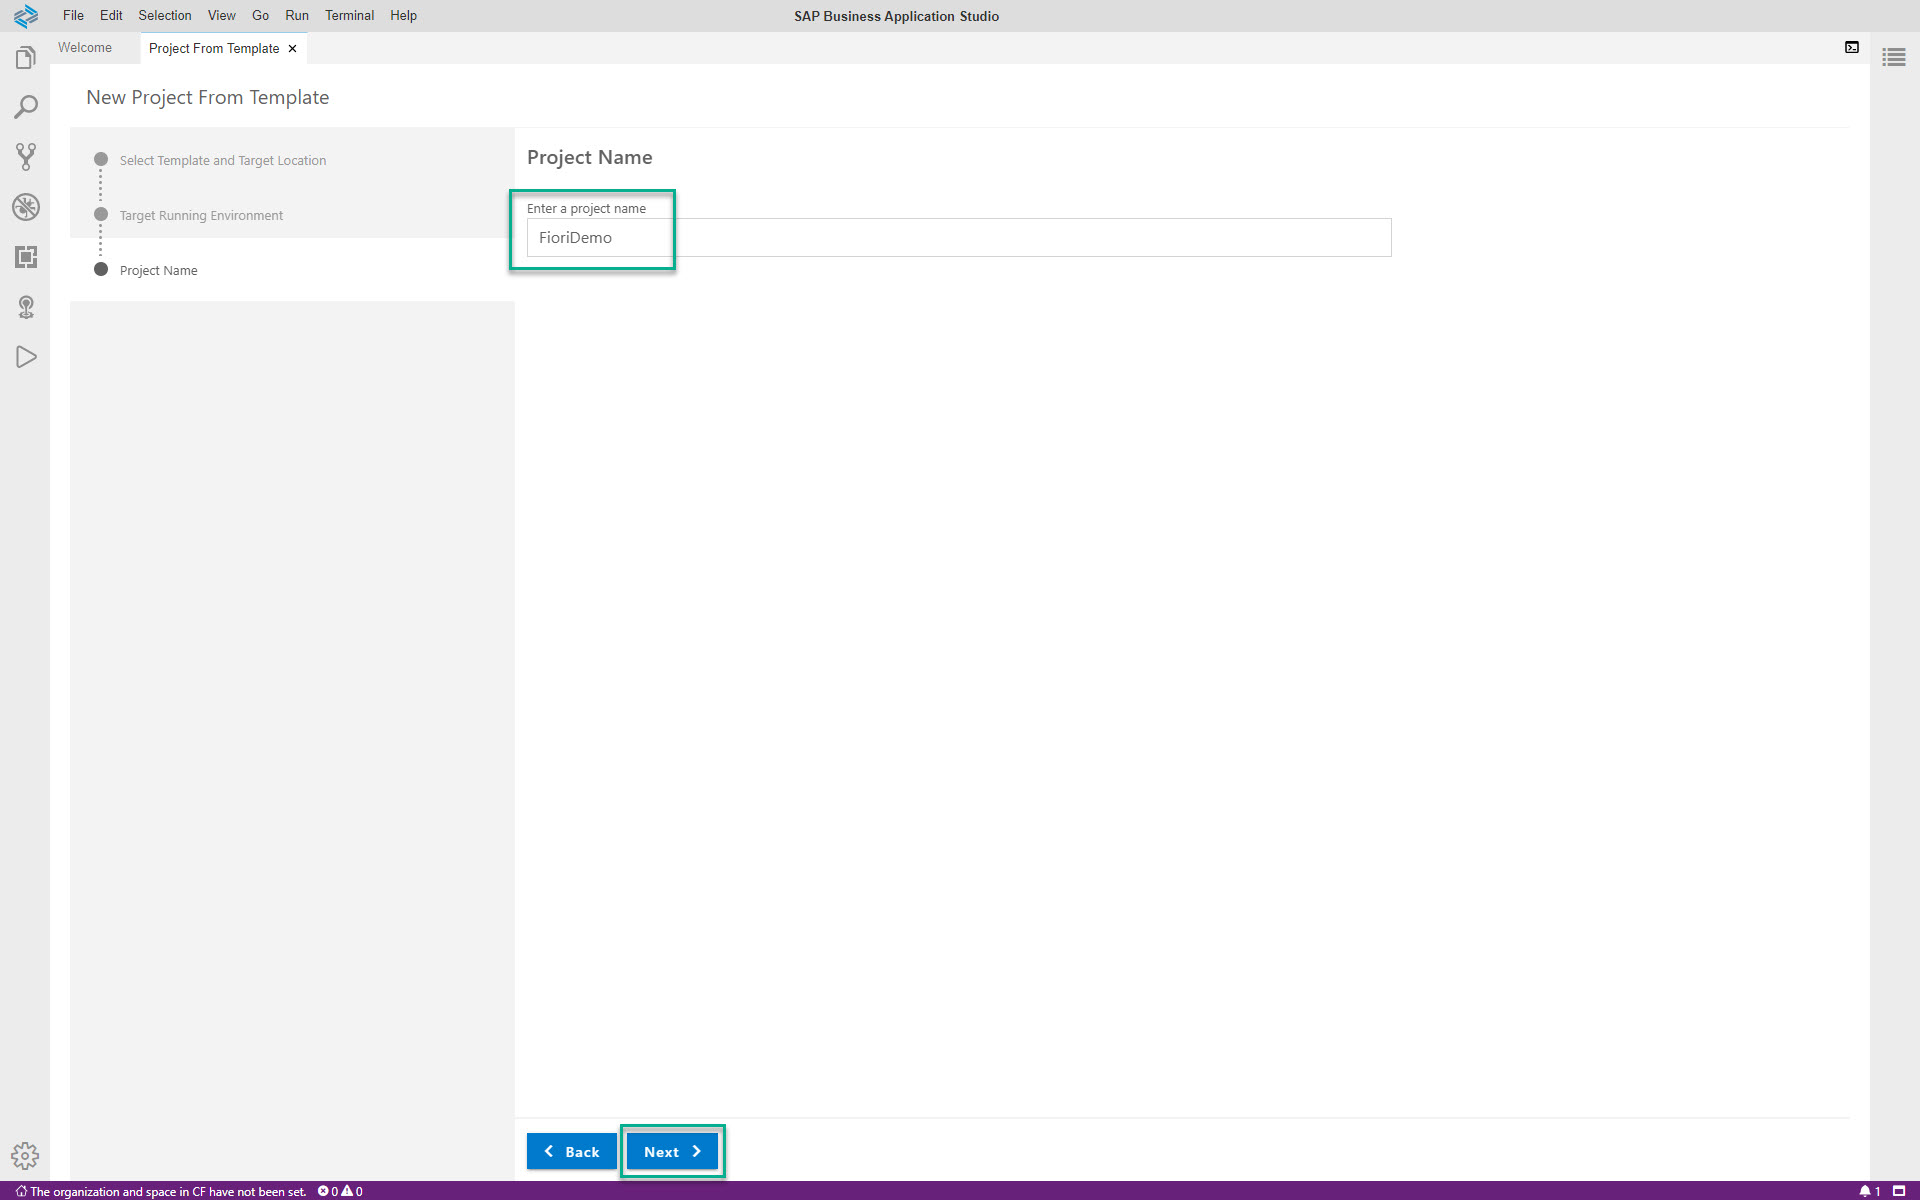 File Edit Selection View Go Run Terminal Help
SAP Business Application Studio
Welcome
Project From Template
New Project From Template
Select Template and Target Location
Target Running Environment
Project Name
Project Name
Enter a project name
FioriDemo
Back
Next
The organization and space in CF have not been set. 0 0
1